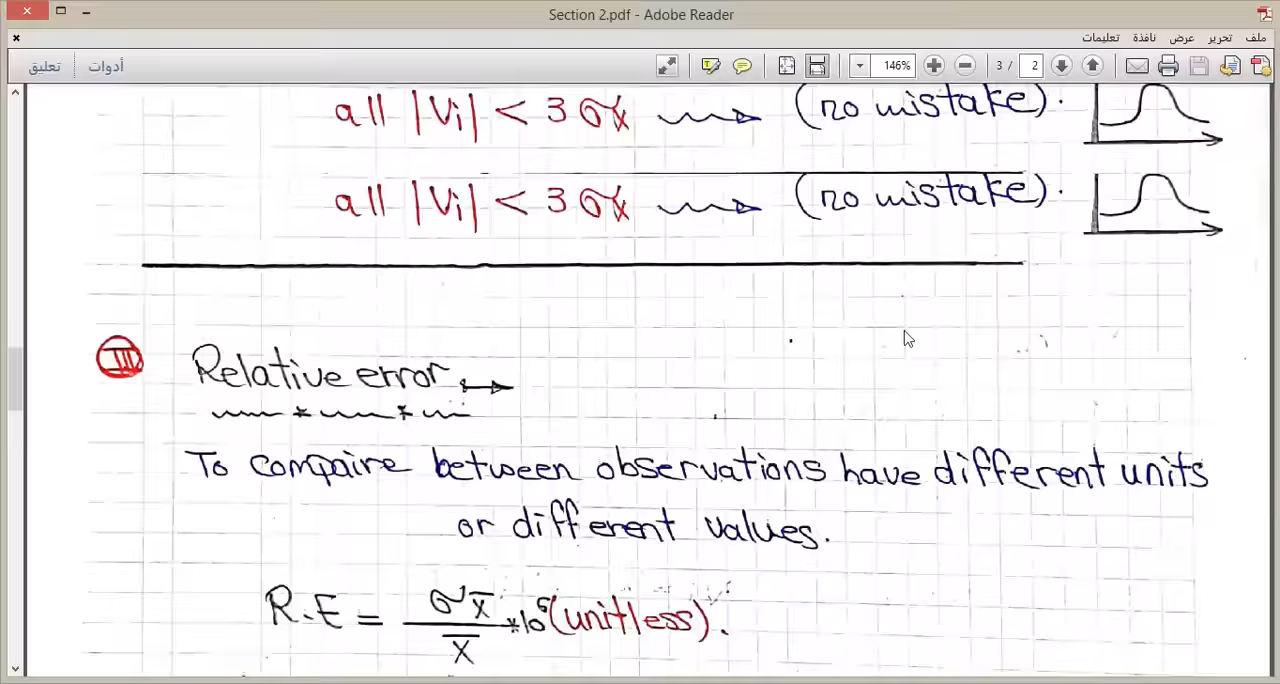 Section 2.pdf - Adobe Reader
ملف تحرير عرض نافذة تعليمات
تعليق أدوات 146% 3 / 2
all |Vi| < 3 σx (no mistake).
all |Vi| < 3 σx (no mistake).
III Relative error
To compaire between observations have different units
or different values.
R.E = σx̄ / x̄ *10⁶ (unitless).